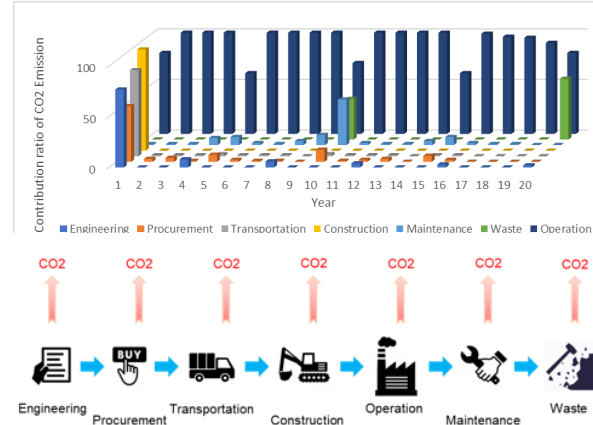 Contribution ratio of CO2 Emission
100
50
0
1 2 3 4 5 6 7 8 9 10 11 12 13 14 15 16 17 18 19 20
Year
Engineering Procurement Transportation Construction Maintenance Waste Operation
CO2 CO2 CO2 CO2 CO2 CO2 CO2
BUY
Engineering Procurement Transportation Construction Operation Maintenance Waste